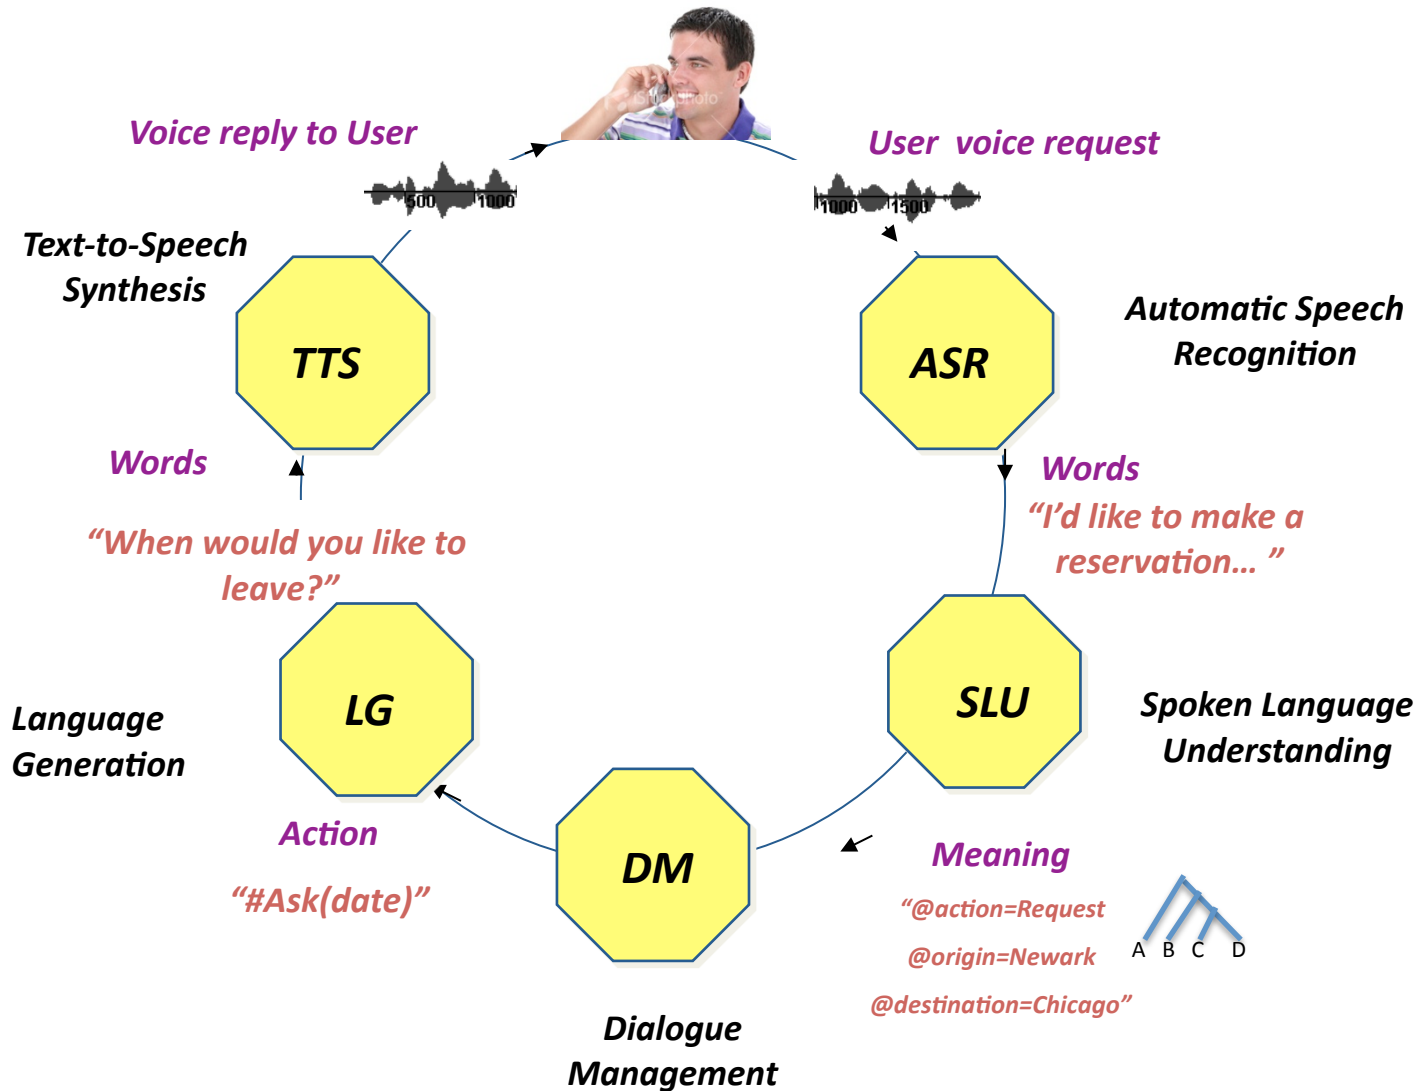 iStockphoto
Voice reply to User
User voice request
500 1000
1000 1500
Text-to-Speech
Synthesis
TTS
ASR
Automatic Speech
Recognition
Words
Words
“I’d like to make a
reservation... ”
“When would you like to
leave?”
LG
SLU
Language
Generation
Spoken Language
Understanding
Action
“#Ask(date)”
DM
Meaning
“@action=Request
@origin=Newark
@destination=Chicago”
A B C D
Dialogue
Management